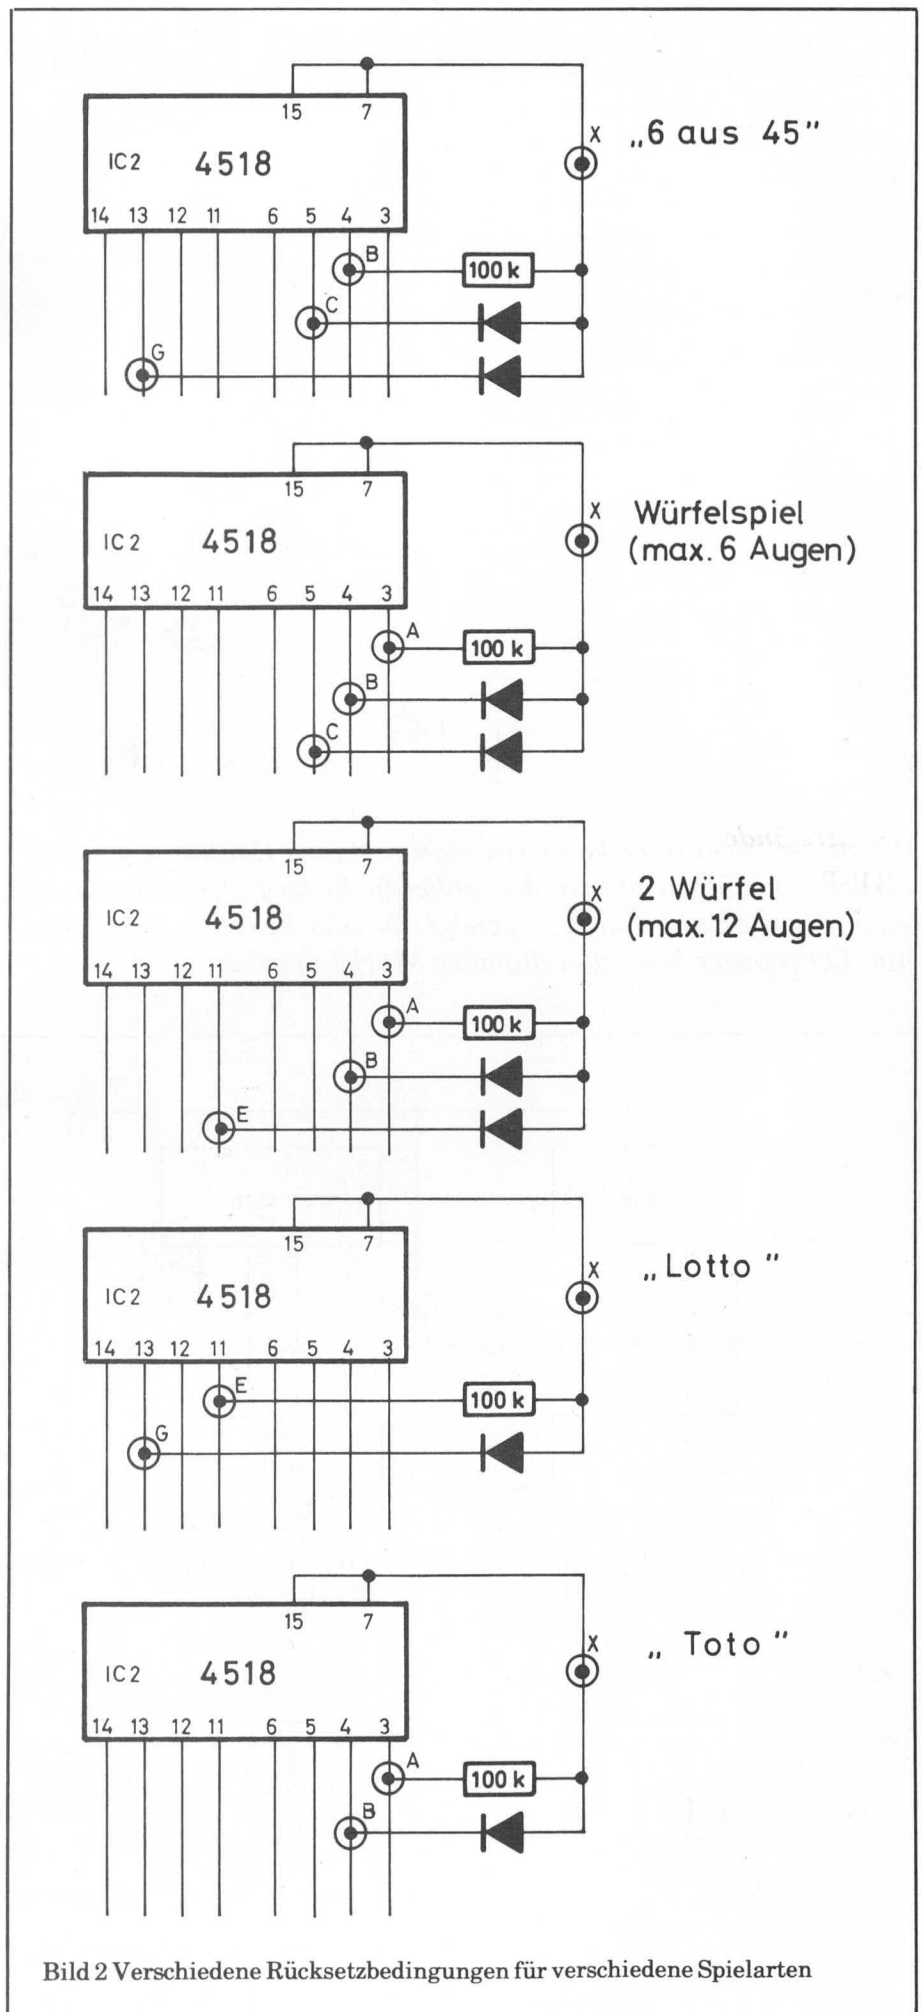 15 7
IC2 4518
14 13 12 11 6 5 4 3
X „6 aus 45”
B 100 k
C
G
15 7
IC2 4518
14 13 12 11 6 5 4 3
X Würfelspiel
(max. 6 Augen)
A 100 k
B
C
15 7
IC2 4518
14 13 12 11 6 5 4 3
X 2 Würfel
(max. 12 Augen)
A 100 k
B
E
15 7
IC2 4518
14 13 12 11 6 5 4 3
X „Lotto”
E 100 k
G
15 7
IC2 4518
14 13 12 11 6 5 4 3
X „Toto”
A 100 k
B
Bild 2 Verschiedene Rücksetzbedingungen für verschiedene Spielarten